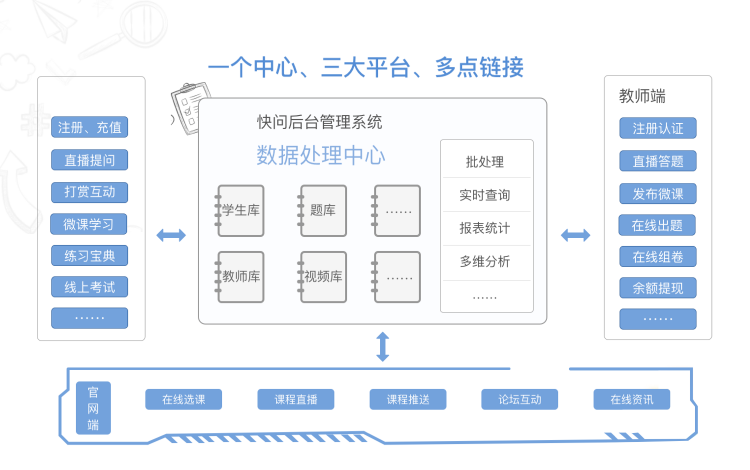 一个中心、三大平台、多点链接
注册、充值
直播提问
打赏互动
微课学习
练习宝典
线上考试
······
快问后台管理系统
数据处理中心
学生库
题库
······
教师库
视频库
······
批处理
实时查询
报表统计
多维分析
······
教师端
注册认证
直播答题
发布微课
在线出题
在线组卷
余额提现
······
官
网
端
在线选课
课程直播
课程推送
论坛互动
在线资讯